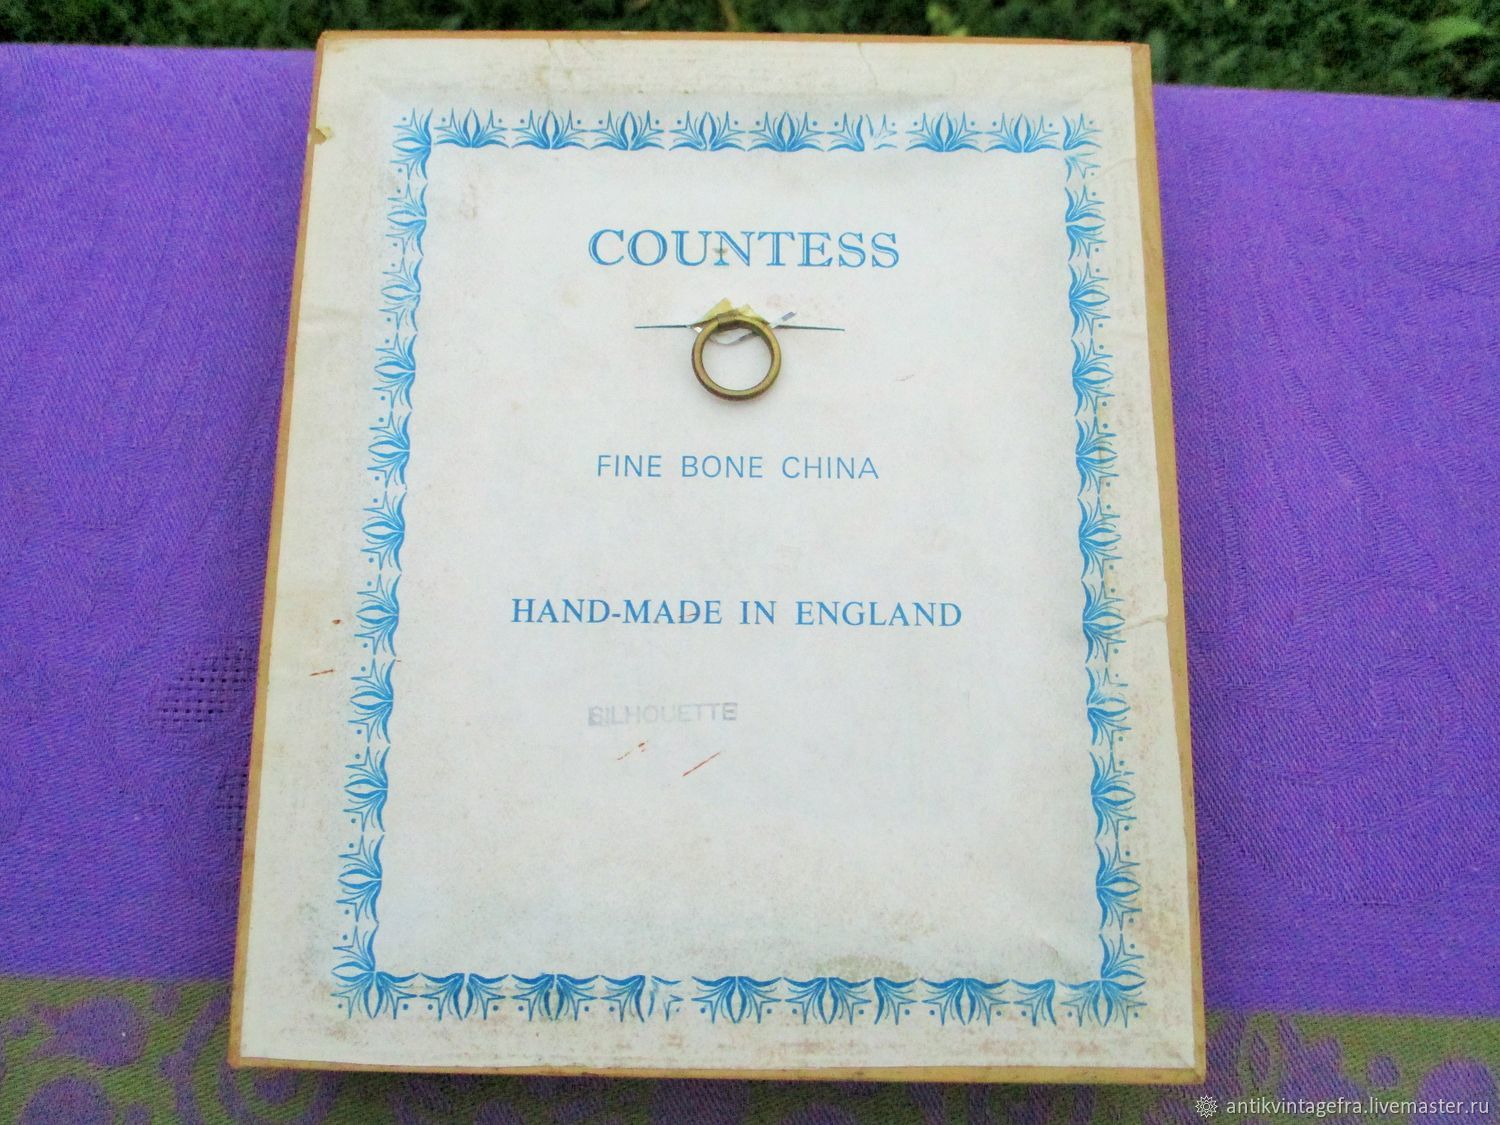 COUNTESS
FINE BONE CHINA
HAND-MADE IN ENGLAND
SILHOUETTE
antikvintagefra.livemaster.ru